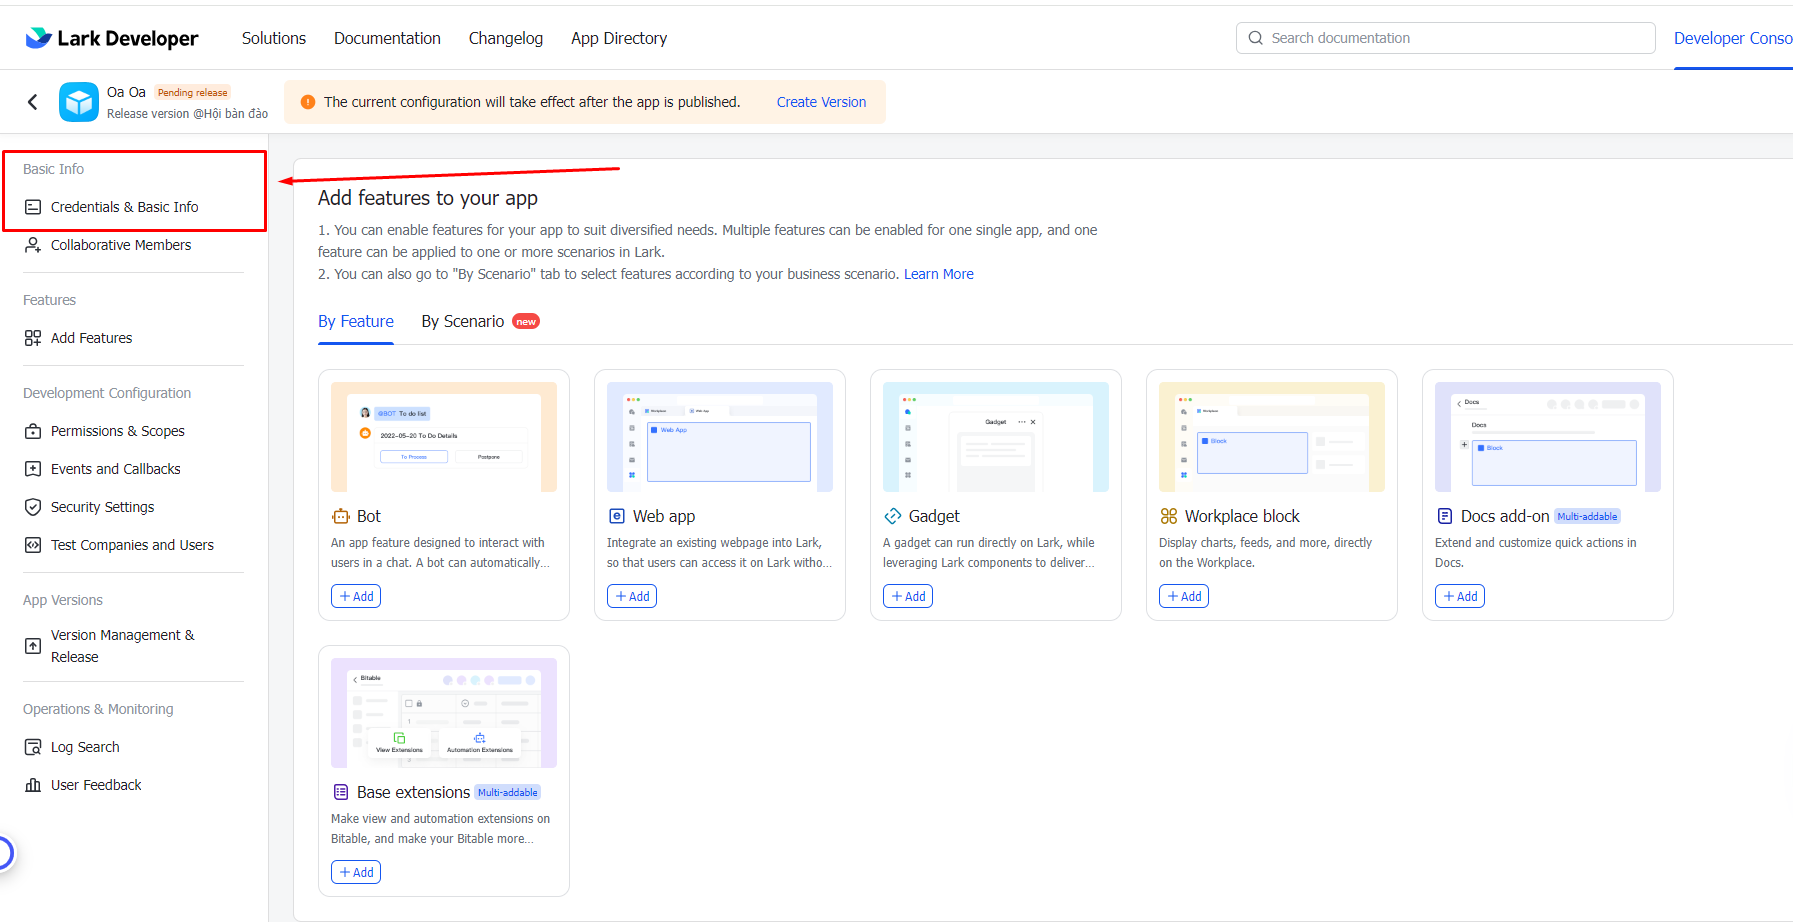 Lark Developer
Solutions
Documentation
Changelog
App Directory
Search documentation
Developer Conso
Oa Oa
Pending release
Release version @Hội bàn đào
The current configuration will take effect after the app is published.
Create Version
Basic Info
Credentials & Basic Info
Collaborative Members
Features
Add Features
Development Configuration
Permissions & Scopes
Events and Callbacks
Security Settings
Test Companies and Users
App Versions
Version Management &
Release
Operations & Monitoring
Log Search
User Feedback
Add features to your app
1. You can enable features for your app to suit diversified needs. Multiple features can be enabled for one single app, and one
feature can be applied to one or more scenarios in Lark.
2. You can also go to "By Scenario" tab to select features according to your business scenario. Learn More
By Feature
By Scenario
new
@BOT To do list
2022-05-20 To Do Details
To Process
Postpone
Bot
An app feature designed to interact with
users in a chat. A bot can automatically...
+ Add
Workplace
Web App
Web App
Web app
Integrate an existing webpage into Lark,
so that users can access it on Lark witho...
+ Add
Gadget
Gadget
A gadget can run directly on Lark, while
leveraging Lark components to deliver...
+ Add
Workplace
Block
Workplace block
Display charts, feeds, and more, directly
on the Workplace.
+ Add
Docs
Docs
Block
Docs add-on
Multi-addable
Extend and customize quick actions in
Docs.
+ Add
Bitable
1
2
View Extensions
Automation Extensions
Base extensions
Multi-addable
Make view and automation extensions on
Bitable, and make your Bitable more...
+ Add